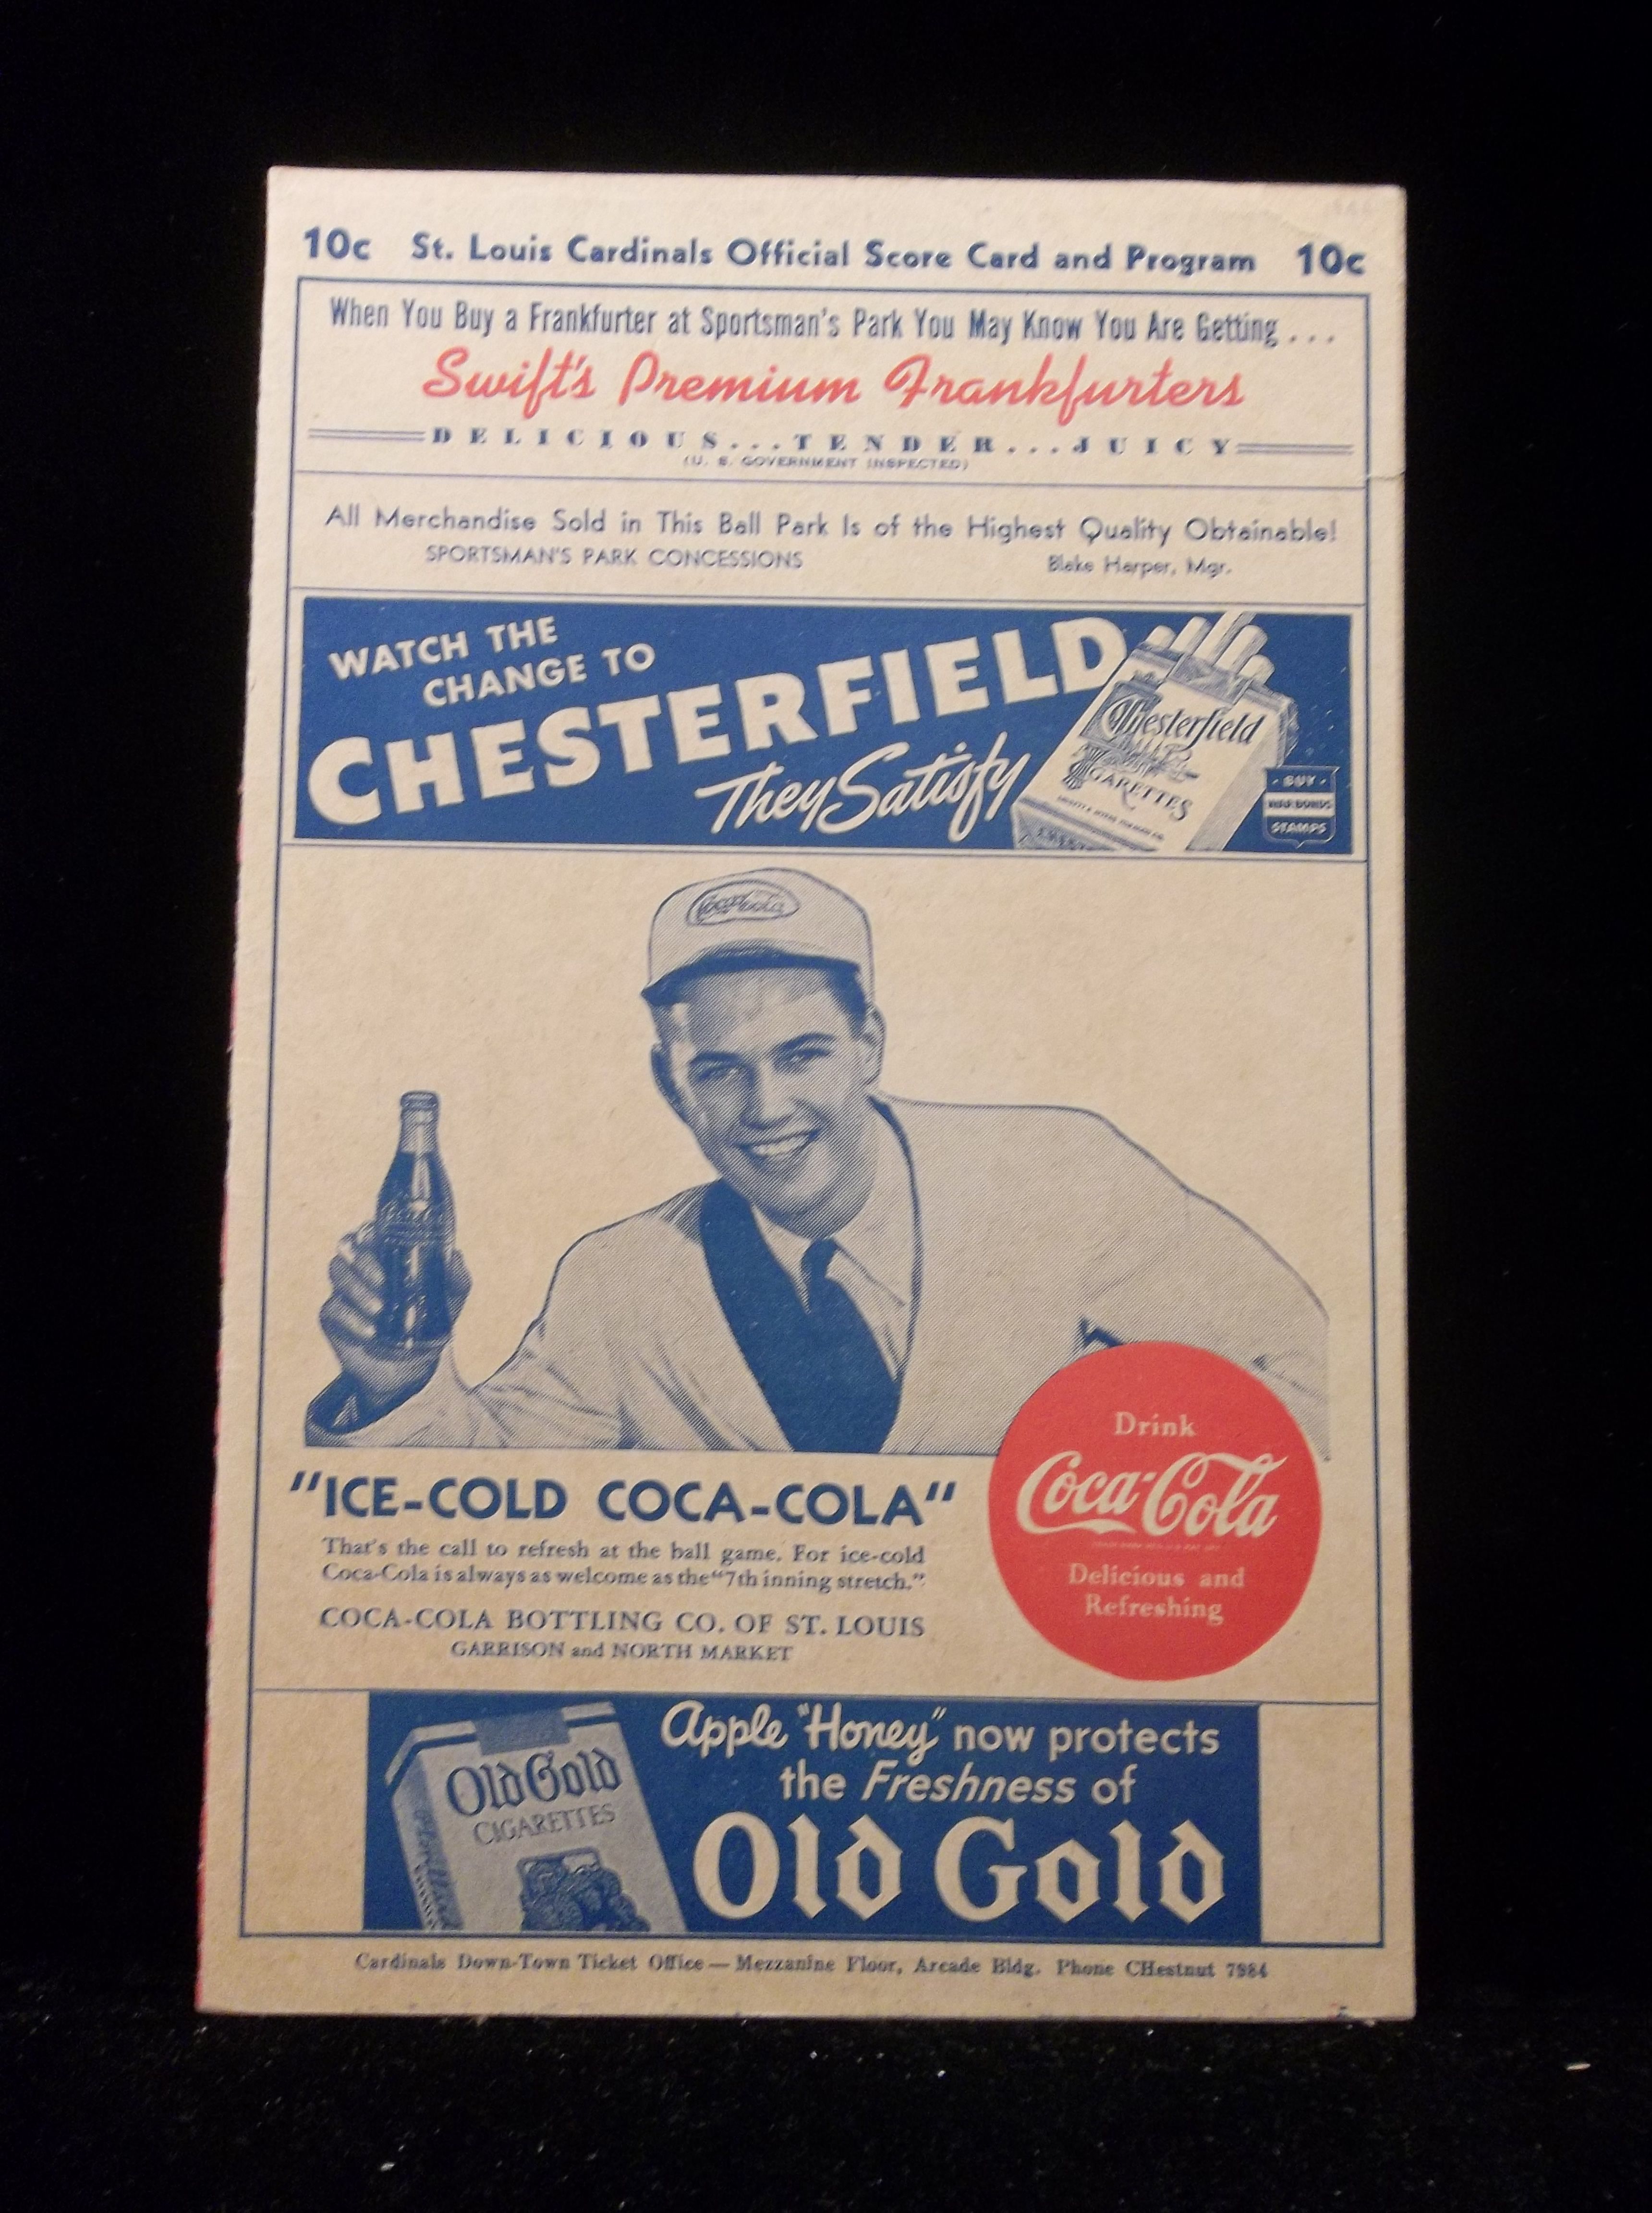 10c St. Louis Cardinals Official Score Card and Program 10c
When You Buy a Frankfurter at Sportsman's Park You May Know You Are Getting . . .
Swift's Premium Frankfurters
DELICIOUS...TENDER...JUICY
(U. S. GOVERNMENT INSPECTED)
All Merchandise Sold in This Ball Park Is of the Highest Quality Obtainable!
SPORTSMAN'S PARK CONCESSIONS Blake Harper, Mgr.
WATCH THE
CHANGE TO
CHESTERFIELD
They Satisfy
Chesterfield
CIGARETTES
BUY
WAR BONDS
STAMPS
Coca-Cola
Coca-Cola
"ICE-COLD COCA-COLA"
That's the call to refresh at the ball game. For ice-cold
Coca-Cola is always as welcome as the "7th inning stretch."
COCA-COLA BOTTLING CO. OF ST. LOUIS
GARRISON and NORTH MARKET
Drink
Coca-Cola
Delicious and
Refreshing
Old Gold
CIGARETTES
Apple "Honey" now protects
the Freshness of
Old Gold
Cardinals Down-Town Ticket Office — Mezzanine Floor, Arcade Bldg. Phone CHestnut 7984